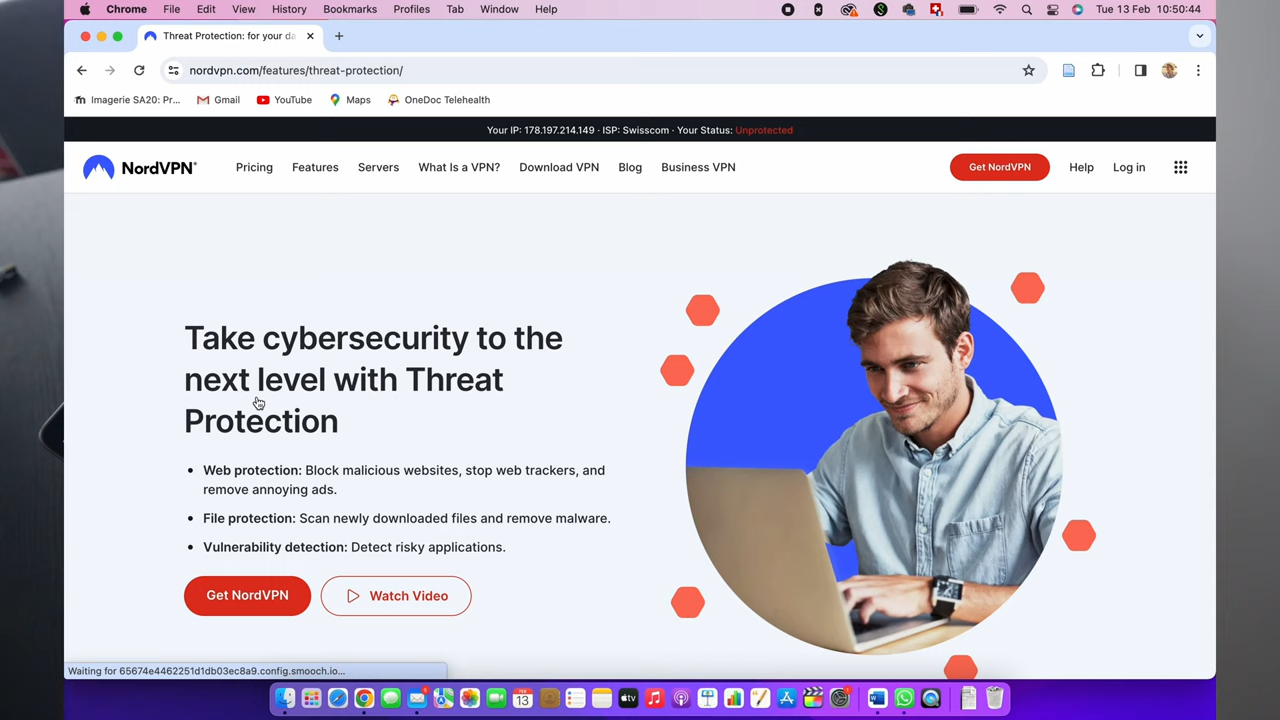 Chrome File Edit View History Bookmarks Profiles Tab Window Help Tue 13 Feb 10:50:44
Threat Protection: for your da
nordvpn.com/features/threat-protection/
Imagerie SA20: Pr... Gmail YouTube Maps OneDoc Telehealth
Your IP: 178.197.214.149 · ISP: Swisscom · Your Status: Unprotected
NordVPN® Pricing Features Servers What Is a VPN? Download VPN Blog Business VPN Get NordVPN Help Log in
Take cybersecurity to the
next level with Threat
Protection
• Web protection: Block malicious websites, stop web trackers, and
remove annoying ads.
• File protection: Scan newly downloaded files and remove malware.
• Vulnerability detection: Detect risky applications.
Get NordVPN Watch Video
Waiting for 65674e4462251d1db03ec8a9.config.smooch.io...
FEB
13
tv